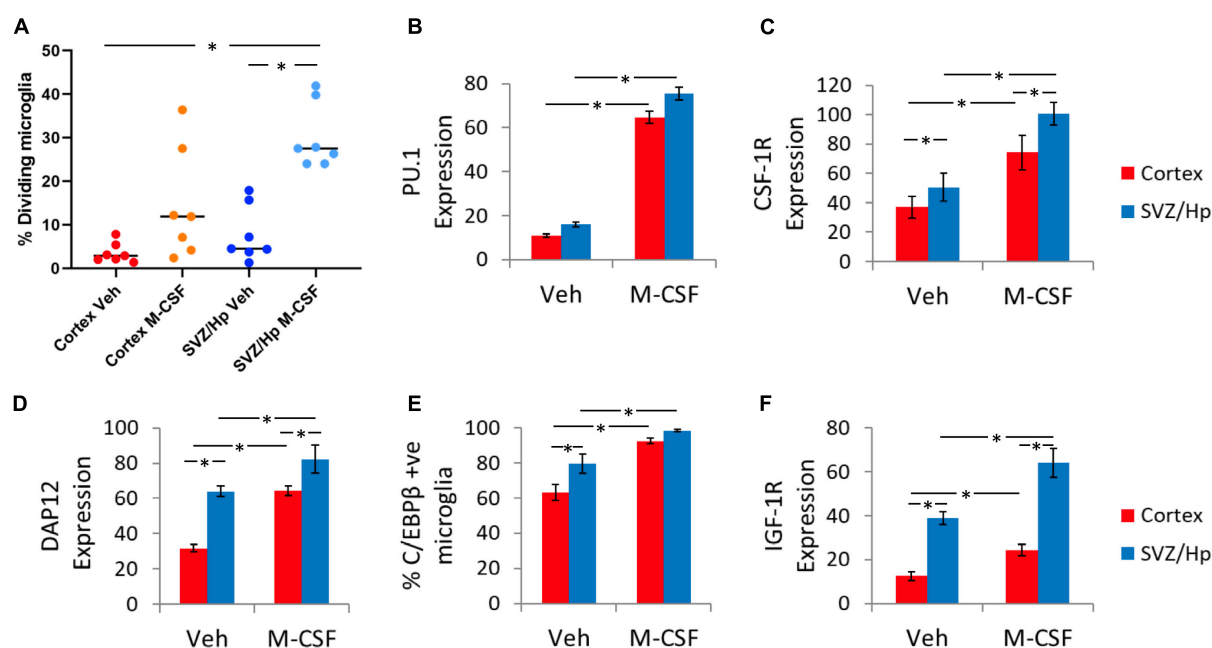 A
50
40
30
20
10
0
% Dividing microglia
*
*
Cortex Veh
Cortex M-CSF
SVZ/Hp Veh
SVZ/Hp M-CSF
B
80
60
40
20
0
PU.1
Expression
*
*
Veh
M-CSF
C
120
100
80
60
40
20
0
CSF-1R
Expression
*
*
*
*
Veh
M-CSF
Cortex
SVZ/Hp
D
100
80
60
40
20
0
DAP12
Expression
*
*
*
*
Veh
M-CSF
E
100
80
60
40
20
0
% C/EBPβ +ve
microglia
*
*
*
Veh
M-CSF
F
80
60
40
20
0
IGF-1R
Expression
*
*
*
*
Veh
M-CSF
Cortex
SVZ/Hp